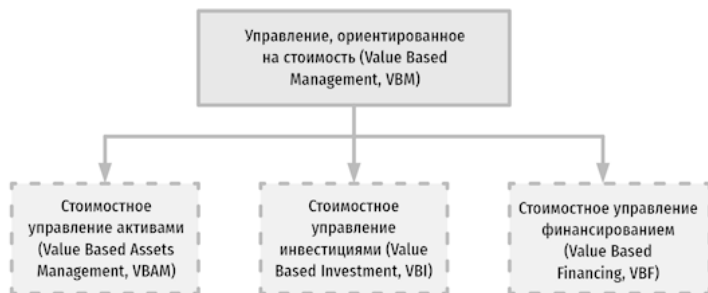 Управление, ориентированное
на стоимость (Value Based
Management, VBM)
Стоимостное
управление активами
(Value Based Assets
Management, VBAM)
Стоимостное
управление
инвестициями (Value
Based Investment, VBI)
Стоимостное управление
финансированием
(Value Based
Financing, VBF)